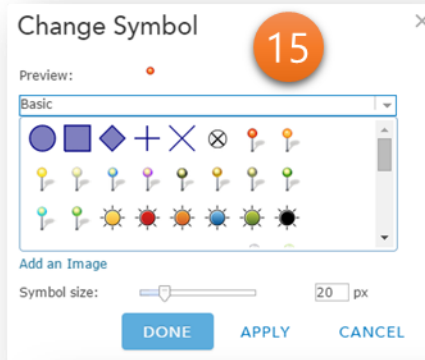 Change Symbol
15
Preview:
Basic
Add an Image
Symbol size: 20 px
DONE APPLY CANCEL